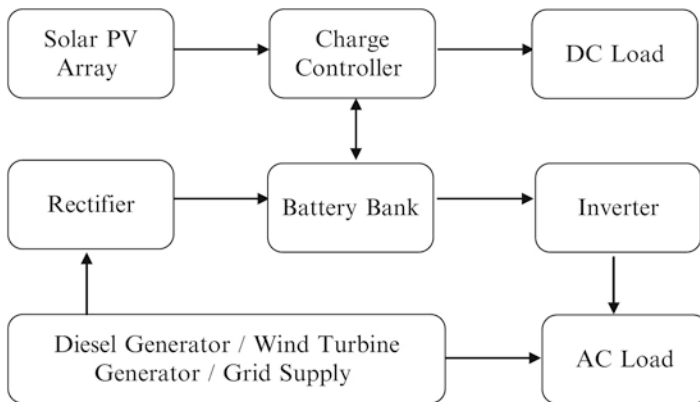 Solar PV
Array
Charge
Controller
DC Load
Rectifier
Battery Bank
Inverter
Diesel Generator / Wind Turbine
Generator / Grid Supply
AC Load